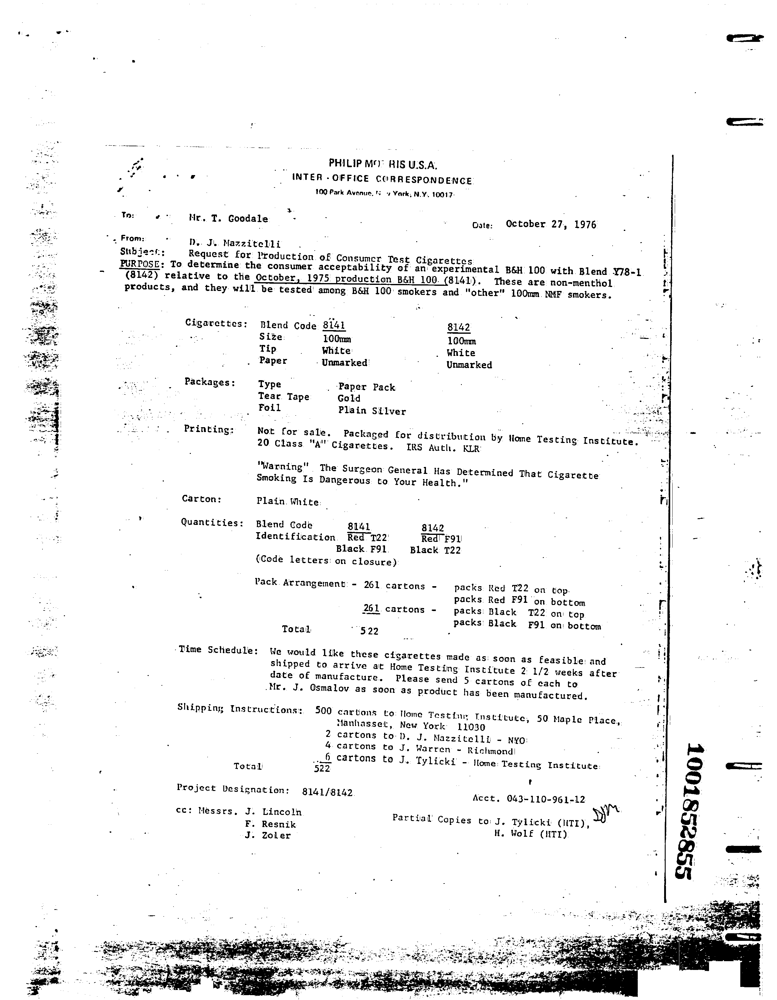 PHILIP MORRIS U.S.A.
INTER - OFFICE CORRESPONDENCE
100 Park Avenue, New York, N.Y. 10017
To: Mr. T. Goodale Date: October 27, 1976
From: D. J. Mazzitelli
Subject: Request for Production of Consumer Test Cigarettes
PURPOSE: To determine the consumer acceptability of an experimental B&H 100 with Blend X78-1
(8142) relative to the October, 1975 production B&H 100 (8141). These are non-menthol
products, and they will be tested among B&H 100 smokers and "other" 100mm NMF smokers.
Cigarettes: Blend Code 8141 8142
Size 100mm 100mm
Tip White White
Paper Unmarked Unmarked
Packages: Type Paper Pack
Tear Tape Gold
Foil Plain Silver
Printing: Not for sale. Packaged for distribution by Home Testing Institute.
20 Class "A" Cigarettes. IRS Auth. KLR
"Warning" The Surgeon General Has Determined That Cigarette
Smoking Is Dangerous to Your Health."
Carton: Plain White
Quantities: Blend Code 8141 8142
Identification Red T22 Red F91
Black F91 Black T22
(Code letters on closure)
Pack Arrangement - 261 cartons - packs Red T22 on top
packs Red F91 on bottom
261 cartons - packs Black T22 on top
packs Black F91 on bottom
Total 522
Time Schedule: We would like these cigarettes made as soon as feasible and
shipped to arrive at Home Testing Institute 2 1/2 weeks after
date of manufacture. Please send 5 cartons of each to
Mr. J. Osmalov as soon as product has been manufactured.
Shipping Instructions: 500 cartons to Home Testing Institute, 50 Maple Place,
Manhasset, New York 11030
2 cartons to D. J. Mazzitelli - NYO
4 cartons to J. Warren - Richmond
6 cartons to J. Tylicki - Home Testing Institute
Total 522
Project Designation: 8141/8142
Acct. 043-110-961-12
cc: Messrs. J. Lincoln Partial Copies to J. Tylicki (HTI), DJM
F. Resnik H. Wolf (HTI)
J. Zoler
1001852855